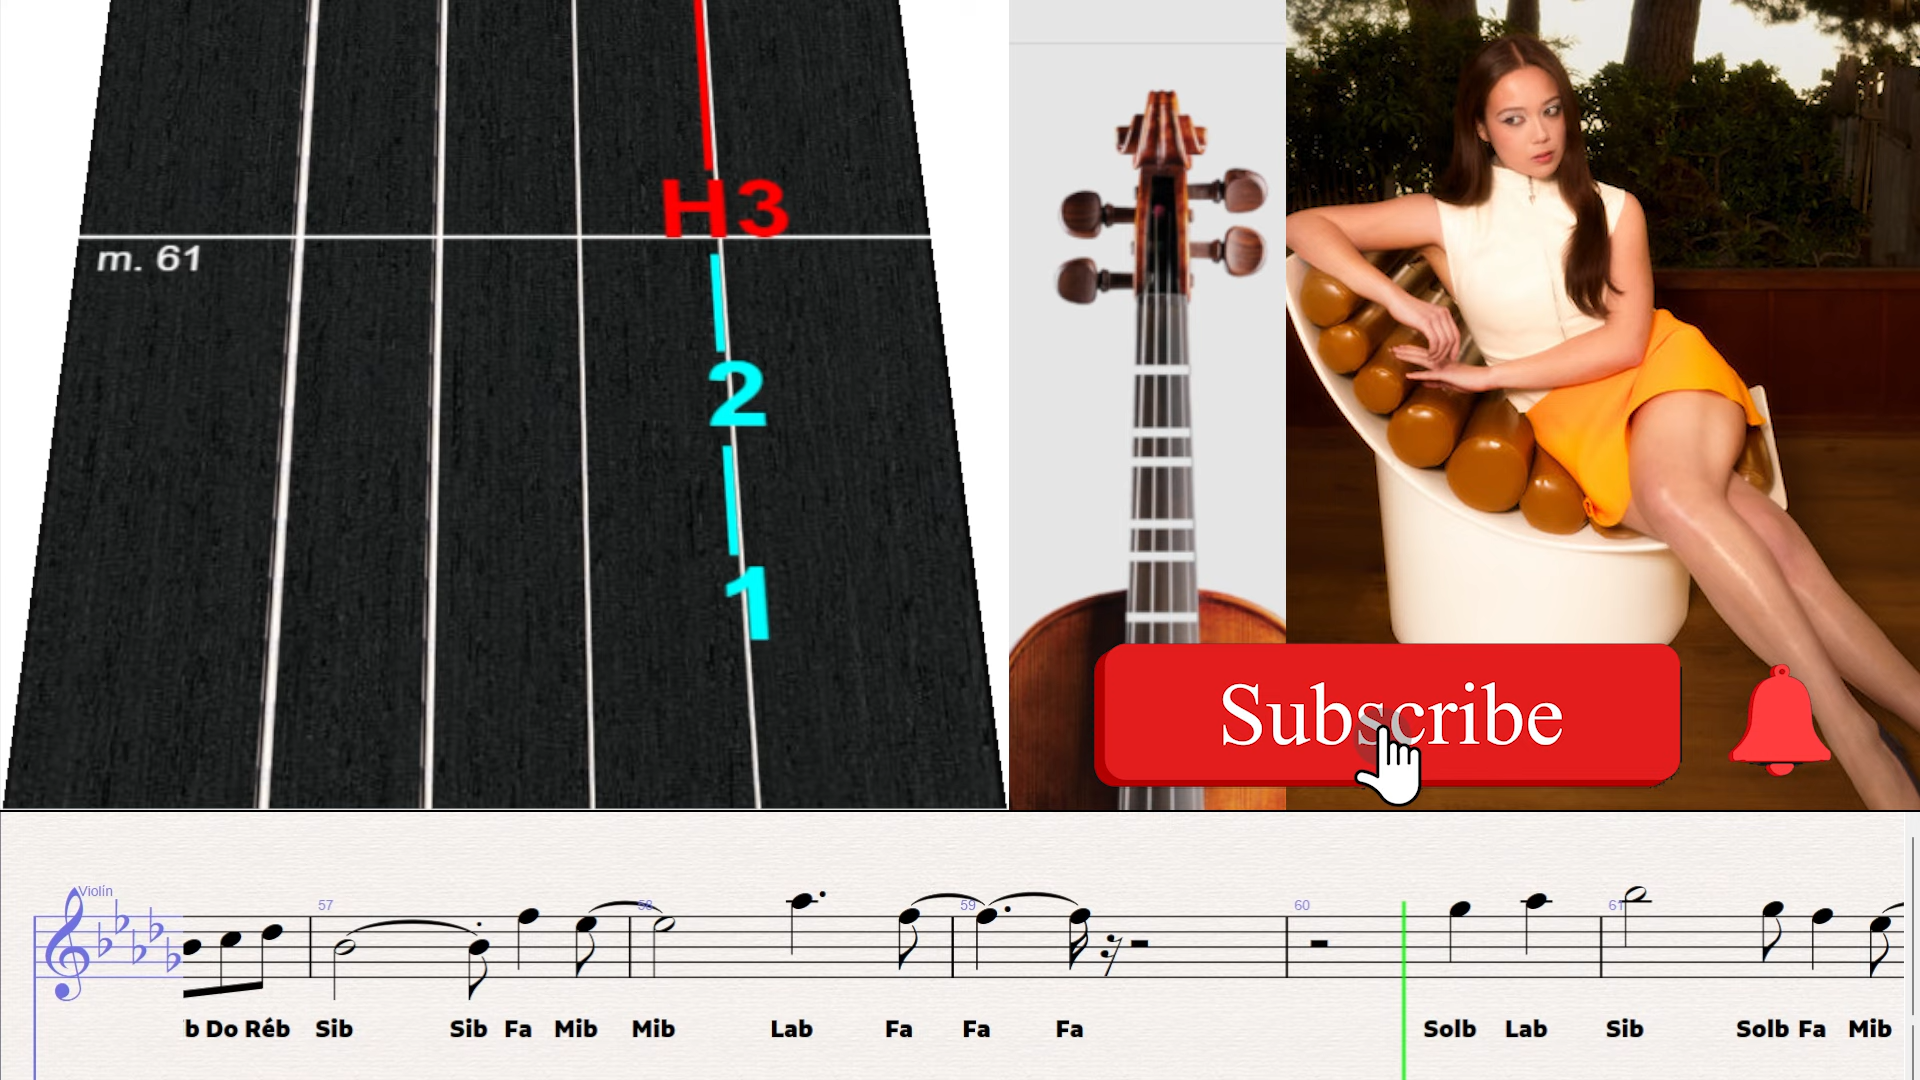 H3
m. 61
2
1
Subscribe
Violín
57 58 59 60 61
b Do Réb Sib Sib Fa Mib Mib Lab Fa Fa Fa Solb Lab Sib Solb Fa Mib